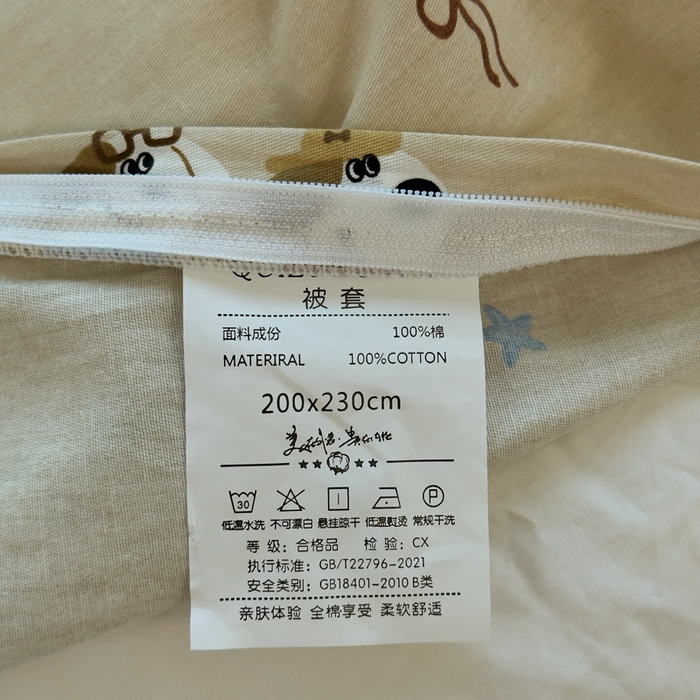 被套
面料成份 100%棉
MATERIRAL 100%COTTON
200x230cm
30 P
低温水洗 不可漂白 悬挂晾干 低温熨烫 常规干洗
等级：合格品 检验：CX
执行标准：GB/T22796-2021
安全类别：GB18401-2010 B类
亲肤体验 全棉享受 柔软舒适